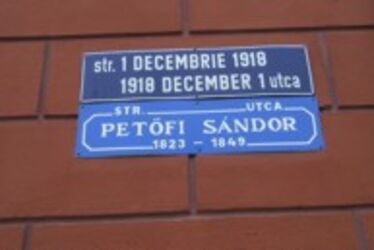 str. 1 DECEMBRIE 1918
1918 DECEMBER 1 utca
STR. UTCA
PETŐFI SÁNDOR
1823 - 1849